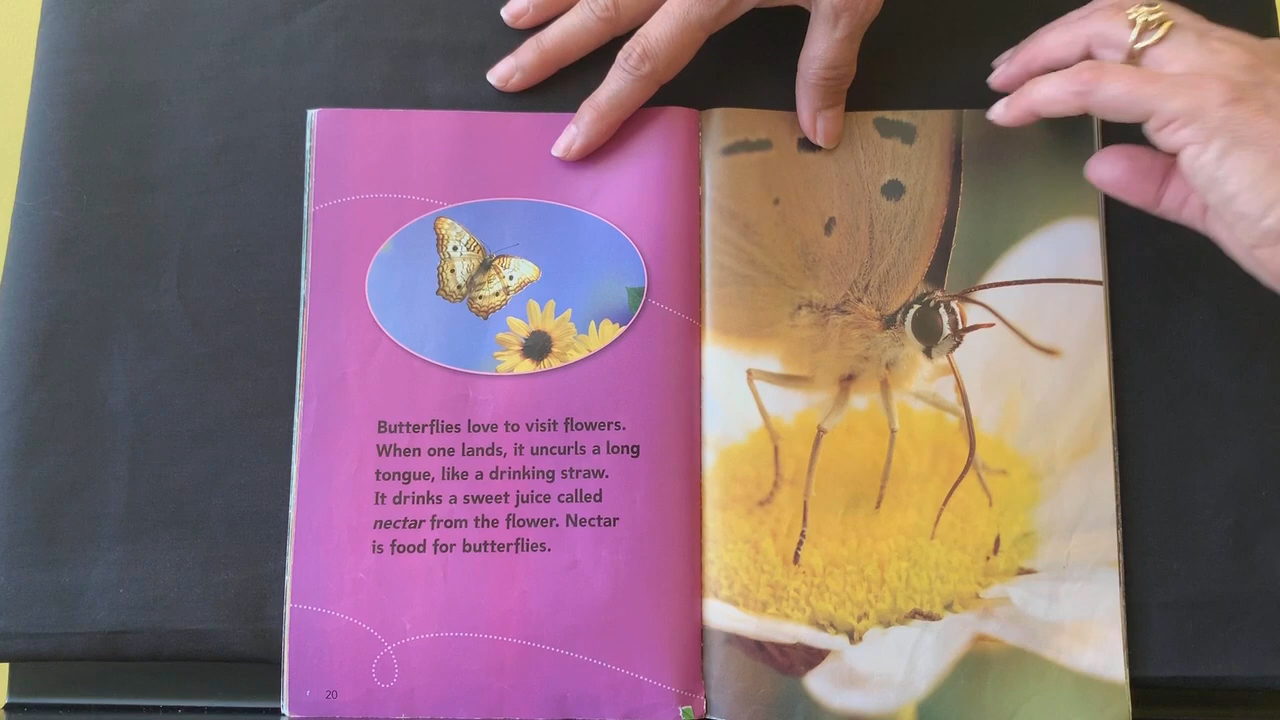 Butterflies love to visit flowers.
When one lands, it uncurls a long
tongue, like a drinking straw.
It drinks a sweet juice called
nectar from the flower. Nectar
is food for butterflies.
20